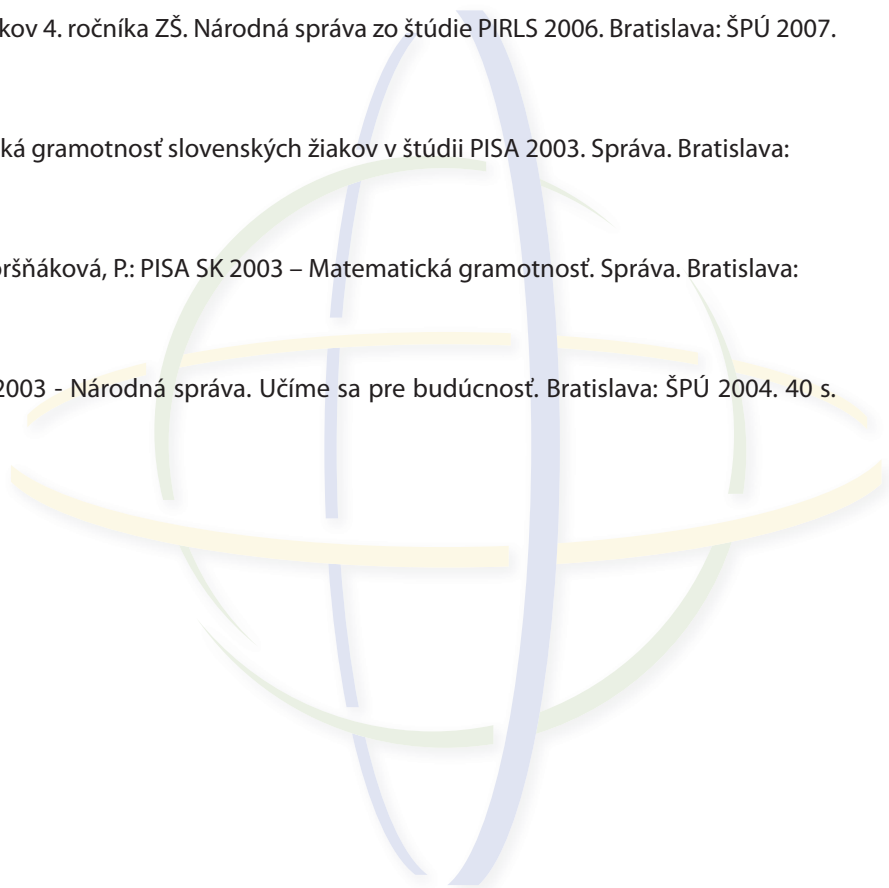 kov 4. ročníka ZŠ. Národná správa zo štúdie PIRLS 2006. Bratislava: ŠPÚ 2007.
ká gramotnosť slovenských žiakov v štúdii PISA 2003. Správa. Bratislava:
ršňáková, P.: PISA SK 2003 – Matematická gramotnosť. Správa. Bratislava:
2003 - Národná správa. Učíme sa pre budúcnosť. Bratislava: ŠPÚ 2004. 40 s.